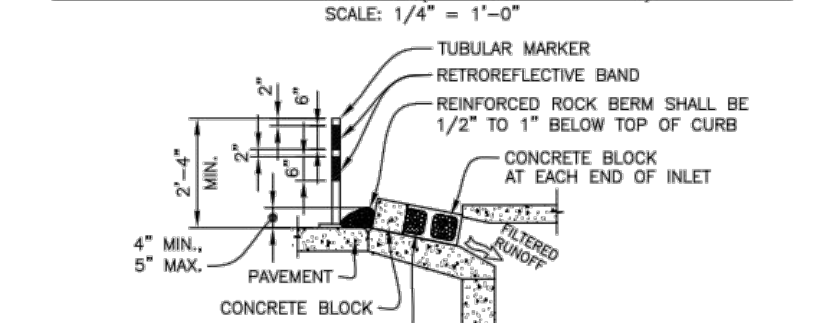 SCALE: 1/4" = 1'-0"
TUBULAR MARKER
RETROREFLECTIVE BAND
REINFORCED ROCK BERM SHALL BE
1/2" TO 1" BELOW TOP OF CURB
CONCRETE BLOCK
AT EACH END OF INLET
2"
6"
2"
6"
2'-4"
MIN.
4" MIN.,
5" MAX.
FILTERED
RUNOFF
PAVEMENT
CONCRETE BLOCK